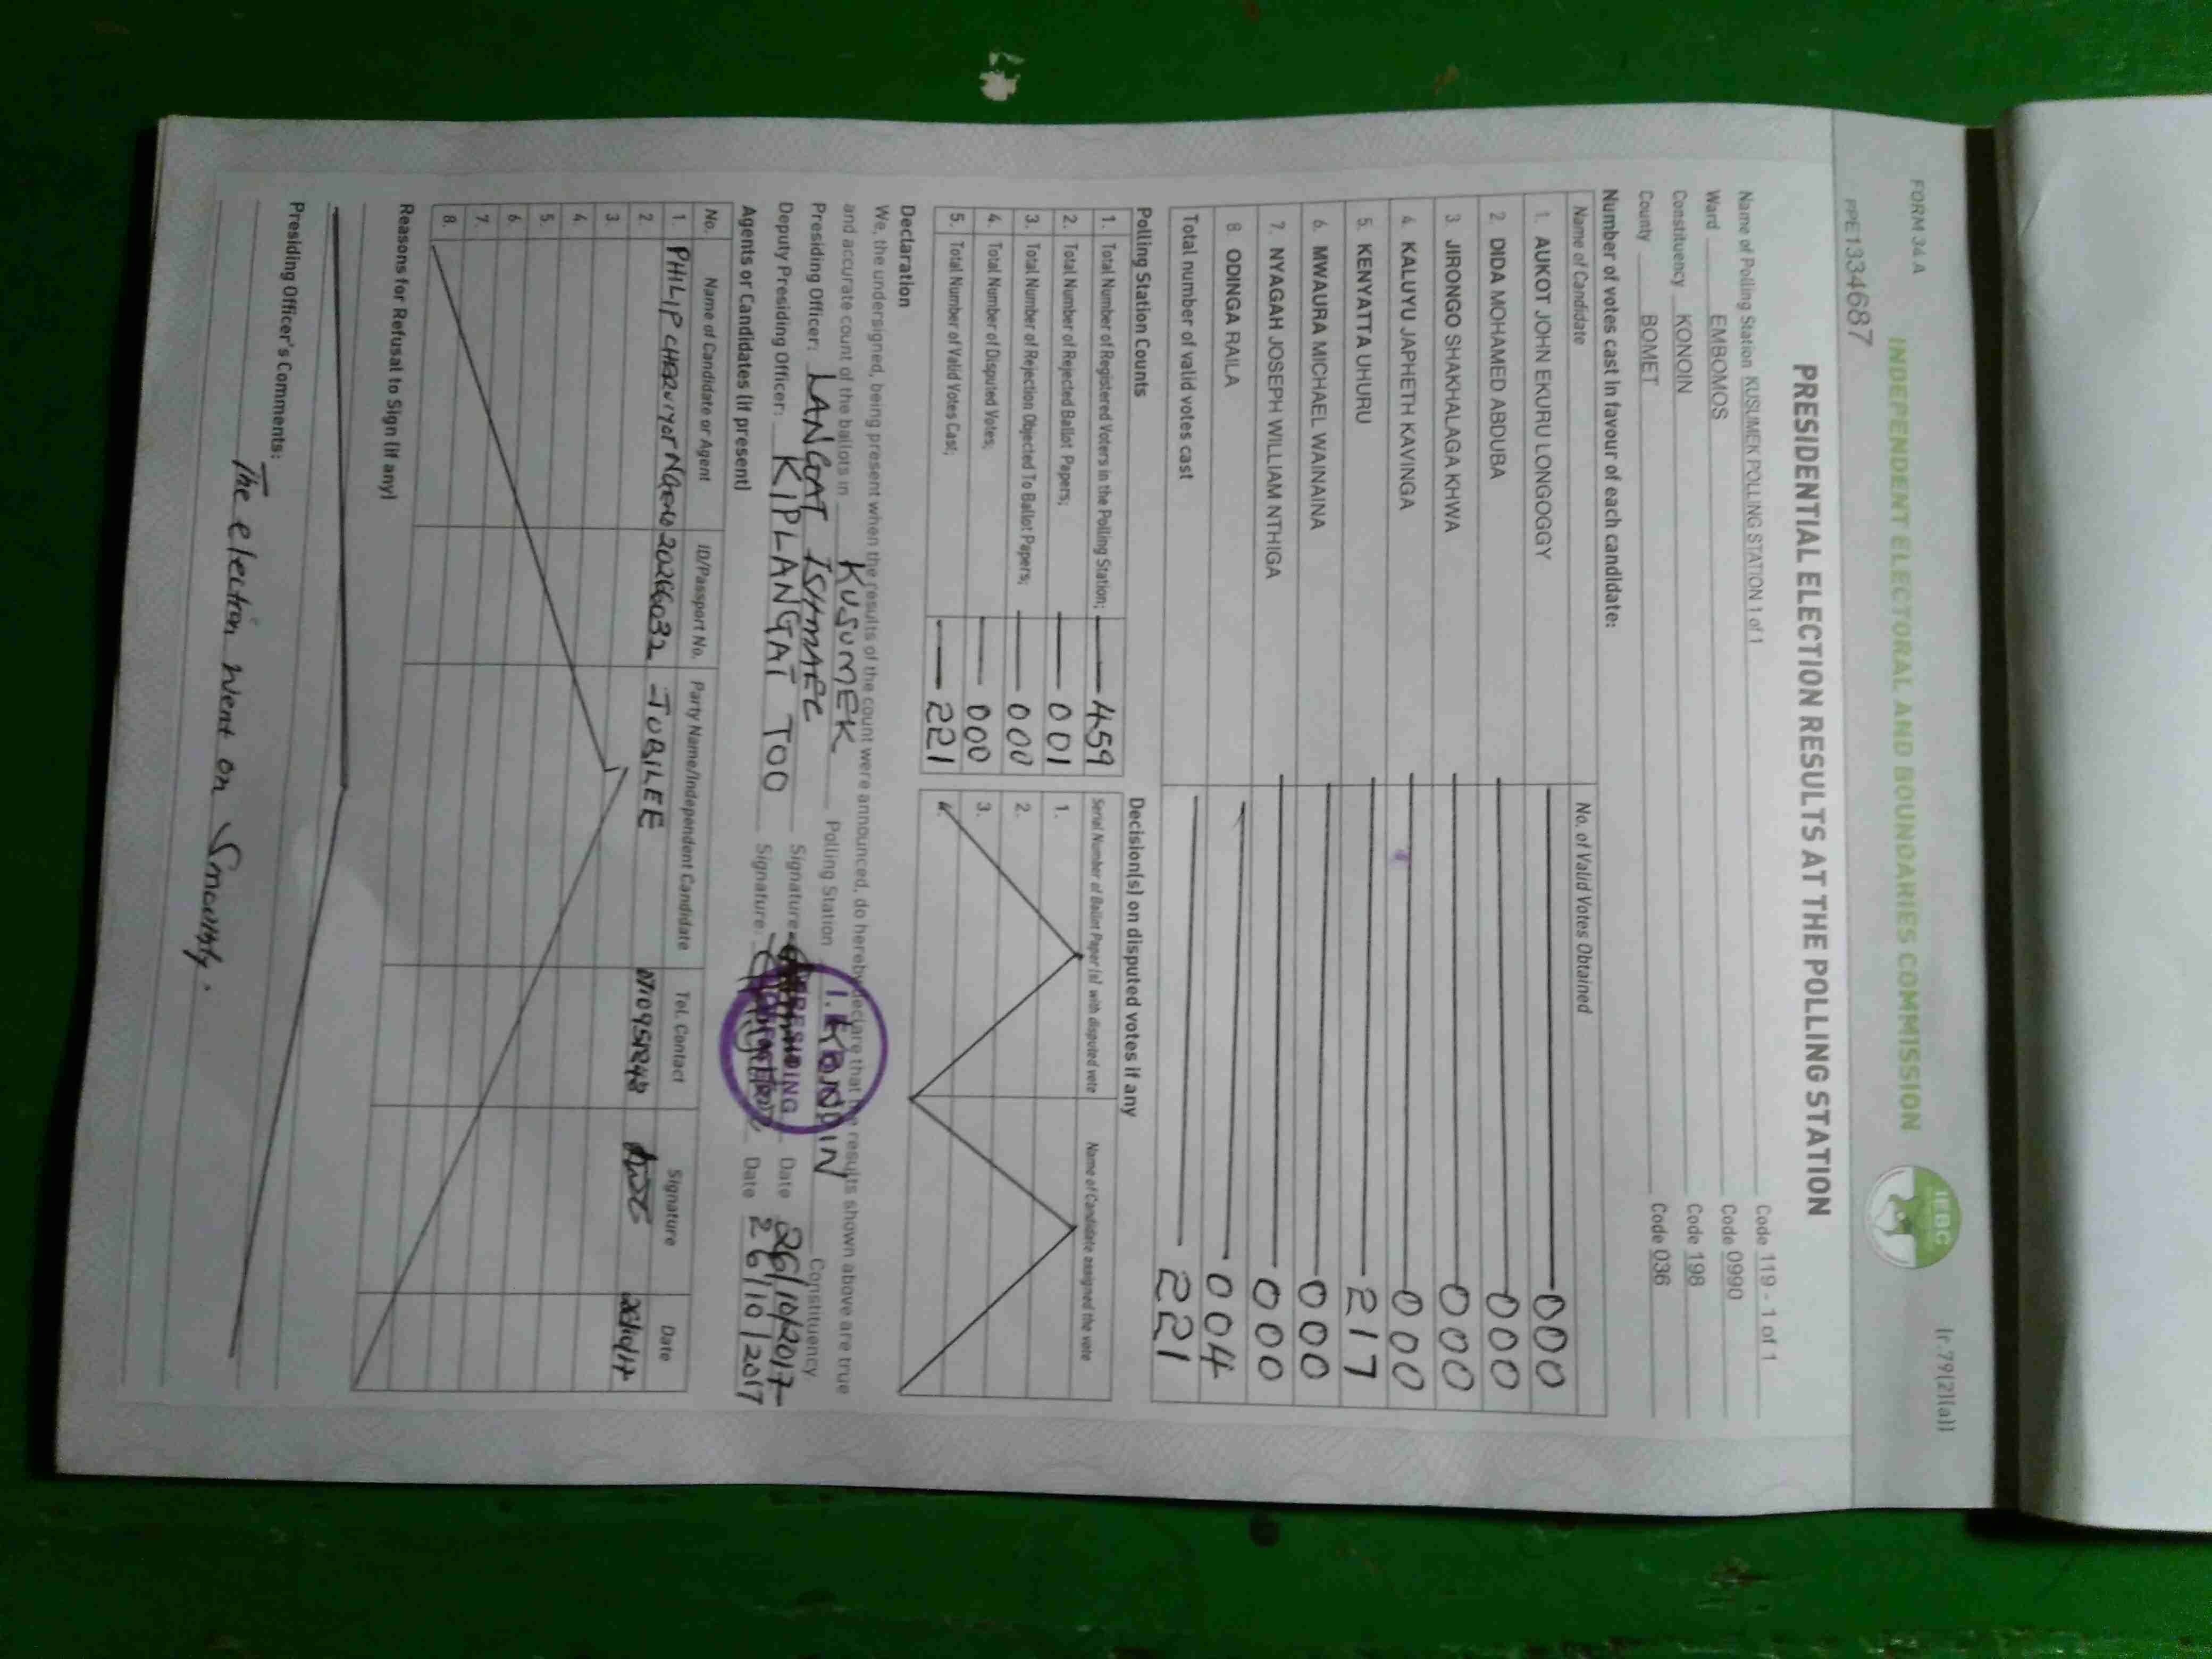 FORM 34 A
(r.79(2)(a))
INDEPENDENT ELECTORAL AND BOUNDARIES COMMISSION
IEBC
PPE1334687
PRESIDENTIAL ELECTION RESULTS AT THE POLLING STATION
Name of Polling Station KUSUMEK POLLING STATION 1 of 1 Code 119 - 1 of 1
Ward EMBOMOS Code 0990
Constituency KONOIN Code 198
County BOMET Code 036
Number of votes cast in favour of each candidate:
Name of Candidate No. of Valid Votes Obtained
1. AUKOT JOHN EKURU LONGOGGY 000
2. DIDA MOHAMED ABDUBA 000
3. JIRONGO SHAKHALAGA KHWA 000
4. KALUYU JAPHETH KAVINGA 000
5. KENYATTA UHURU 217
6. MWAURA MICHAEL WAINAINA 000
7. NYAGAH JOSEPH WILLIAM NTHIGA 000
8. ODINGA RAILA 004
Total number of valid votes cast 221
Polling Station Counts Decision(s) on disputed votes if any
1. Total Number of Registered Voters in the Polling Station; 459 Serial Number of Ballot Paper (s) with disputed vote Name of Candidate assigned the vote
2. Total Number of Rejected Ballot Papers; 001 1.
3. Total Number of Rejection Objected To Ballot Papers; 000 2.
4. Total Number of Disputed Votes; 000 3.
5. Total Number of Valid Votes Cast; 221 4.
Declaration
We, the undersigned, being present when the results of the count were announced, do hereby declare that the results shown above are true
and accurate count of the ballots in KUSUMEK Polling Station KONOIN Constituency
Presiding Officer: LANGAT ISHMAEL Signature: Date 26/10/2017
Deputy Presiding Officer: KIPLANGAT TOO Signature: Date 26/10/2017
PRESIDING
Agents or Candidates (if present)
No. Name of Candidate or Agent ID/Passport No. Party Name/Independent Candidate Tel. Contact Signature Date
1. PHILIP 20266032 JUBILEE 26/10/17
2.
3.
4.
5.
6.
7.
8.
Reasons for Refusal to Sign (if any)
Presiding Officer's Comments:
The election went on Smoothly.